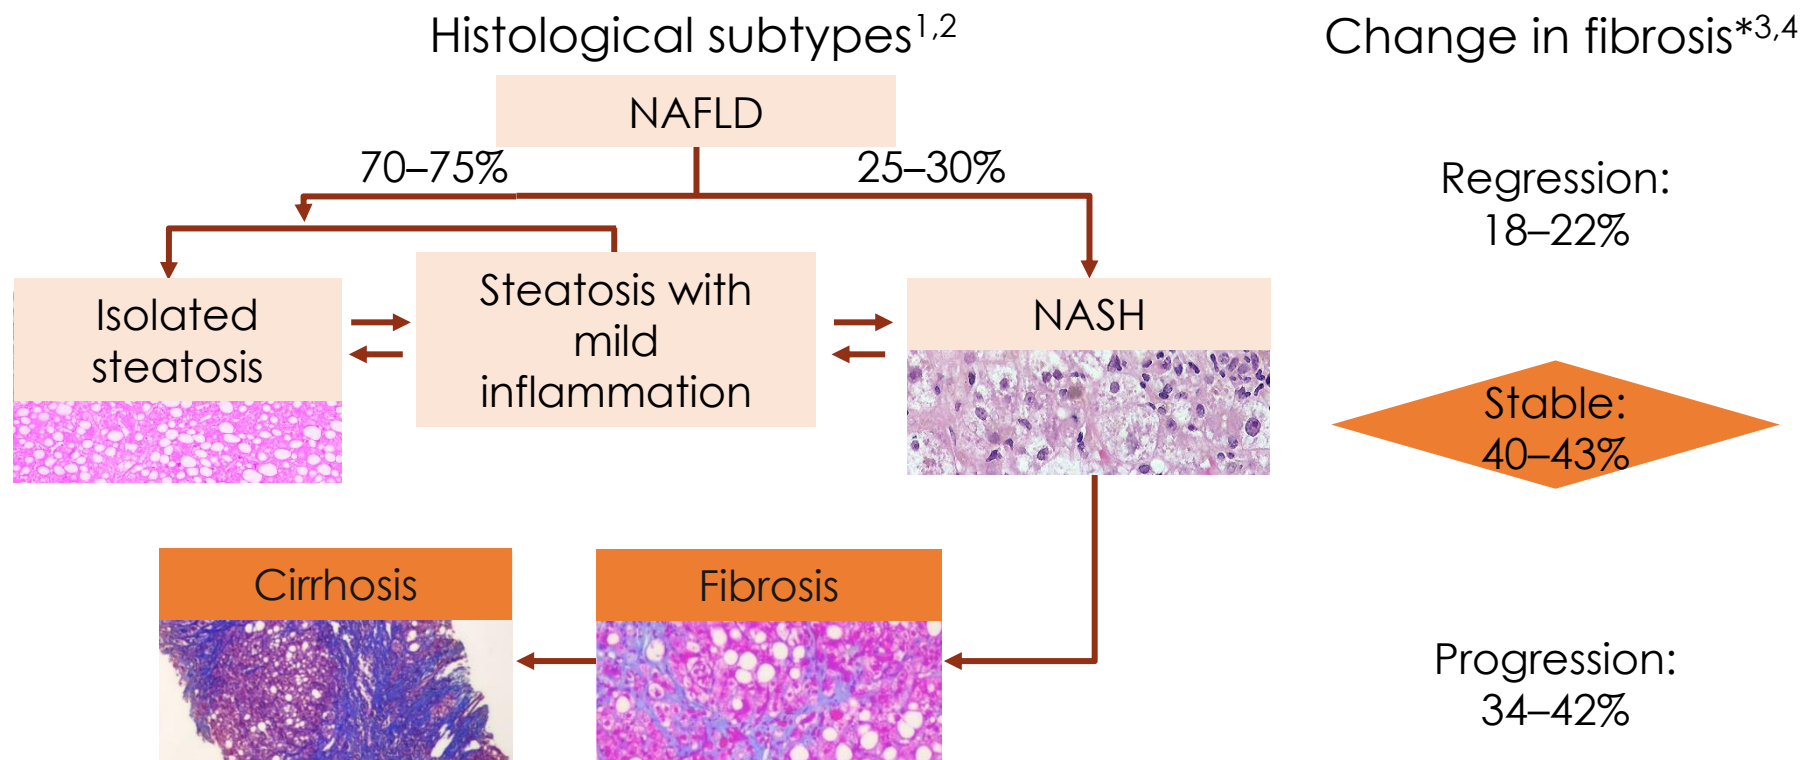 Histological subtypes1,2
Change in fibrosis*3,4
NAFLD
70–75%
25–30%
Regression:
18–22%
Isolated
steatosis
Steatosis with
mild
inflammation
NASH
Stable:
40–43%
Cirrhosis
Fibrosis
Progression:
34–42%